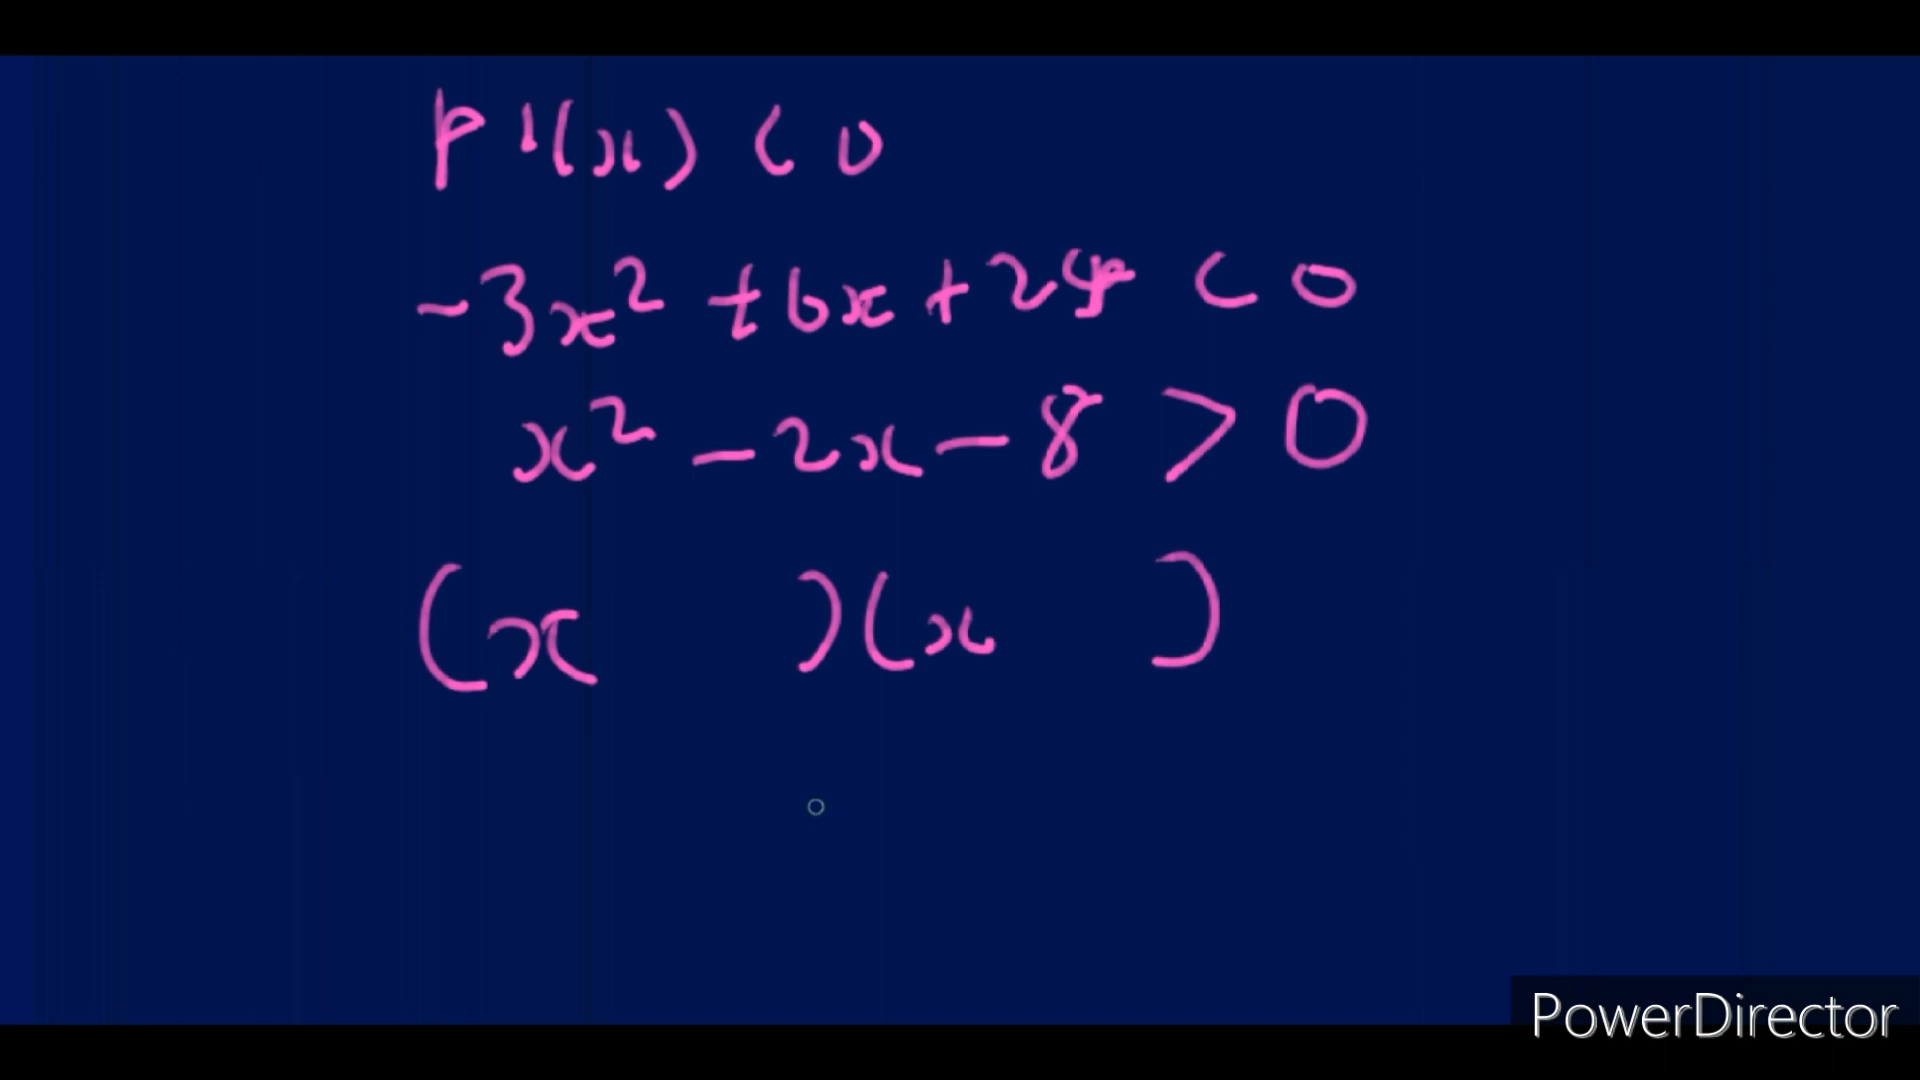 P'(x) < 0
-3x² + 6x + 24 < 0
x² - 2x - 8 > 0
(x )(x )
PowerDirector